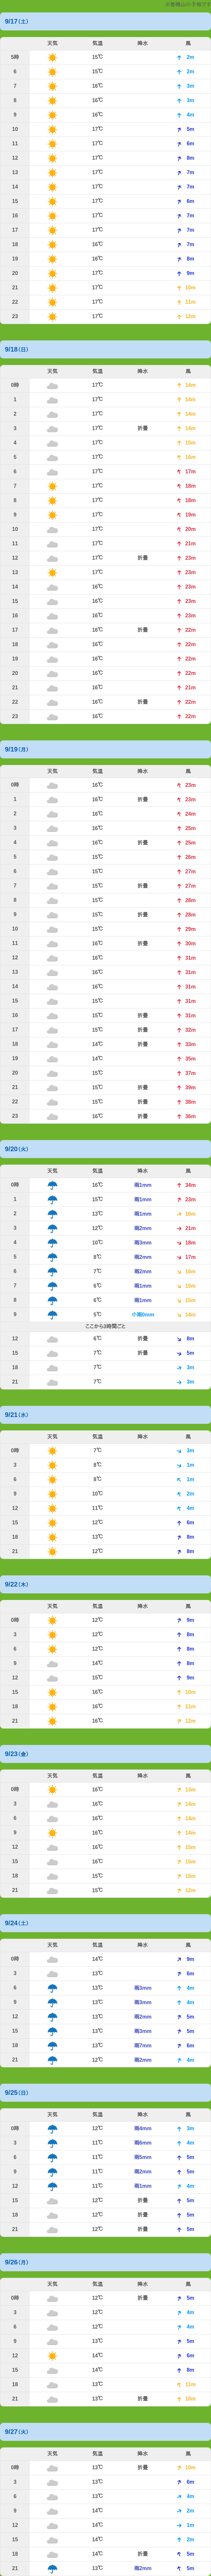 9/17(土)
天気 気温 降水 風
5時 15℃ 2m
6 15℃ 2m
7 16℃ 3m
8 16℃ 3m
9 16℃ 4m
10 17℃ 5m
11 17℃ 6m
12 17℃ 8m
13 17℃ 7m
14 17℃ 7m
15 17℃ 6m
16 17℃ 7m
17 17℃ 7m
18 16℃ 7m
19 16℃ 8m
20 17℃ 9m
21 17℃ 10m
22 17℃ 11m
23 17℃ 12m
9/18(日)
天気 気温 降水 風
0時 17℃ 14m
1 17℃ 14m
2 17℃ 14m
3 17℃ 折畳 14m
4 17℃ 15m
5 17℃ 16m
6 17℃ 17m
7 17℃ 18m
8 17℃ 18m
9 17℃ 19m
10 17℃ 20m
11 17℃ 21m
12 17℃ 折畳 23m
13 17℃ 23m
14 16℃ 23m
15 16℃ 23m
16 16℃ 23m
17 16℃ 折畳 22m
18 16℃ 22m
19 16℃ 22m
20 16℃ 22m
21 16℃ 21m
22 16℃ 折畳 22m
23 16℃ 22m
9/19(月)
天気 気温 降水 風
0時 16℃ 23m
1 16℃ 折畳 23m
2 16℃ 24m
3 16℃ 25m
4 16℃ 折畳 25m
5 15℃ 26m
6 15℃ 27m
7 15℃ 折畳 27m
8 15℃ 28m
9 15℃ 折畳 28m
10 15℃ 29m
11 16℃ 折畳 30m
12 16℃ 31m
13 16℃ 31m
14 16℃ 31m
15 15℃ 31m
16 15℃ 折畳 31m
17 15℃ 折畳 32m
18 14℃ 折畳 33m
19 14℃ 35m
20 15℃ 37m
21 15℃ 折畳 39m
22 15℃ 折畳 38m
23 16℃ 折畳 36m
9/20(火)
天気 気温 降水 風
0時 16℃ 雨1mm 34m
1 15℃ 雨1mm 23m
2 13℃ 雨1mm 16m
3 12℃ 雨2mm 21m
4 10℃ 雨3mm 18m
5 8℃ 雨2mm 17m
6 7℃ 雨2mm 16m
7 6℃ 雨1mm 15m
8 6℃ 雨1mm 15m
9 5℃ 小雨0mm 14m
ここから3時間ごと
12 6℃ 折畳 8m
15 7℃ 折畳 5m
18 7℃ 3m
21 7℃ 3m
9/21(水)
天気 気温 降水 風
0時 7℃ 3m
3 8℃ 1m
6 8℃ 1m
9 10℃ 2m
12 11℃ 4m
15 12℃ 6m
18 13℃ 8m
21 12℃ 8m
9/22(木)
天気 気温 降水 風
0時 12℃ 9m
3 12℃ 8m
6 12℃ 8m
9 14℃ 8m
12 15℃ 9m
15 16℃ 10m
18 16℃ 11m
21 16℃ 12m
9/23(金)
天気 気温 降水 風
0時 16℃ 13m
3 16℃ 14m
6 16℃ 14m
9 16℃ 14m
12 16℃ 15m
15 16℃ 15m
18 15℃ 15m
21 15℃ 12m
9/24(土)
天気 気温 降水 風
0時 14℃ 9m
3 13℃ 6m
6 13℃ 雨3mm 4m
9 13℃ 雨3mm 4m
12 13℃ 雨2mm 5m
15 13℃ 雨3mm 5m
18 13℃ 雨7mm 6m
21 12℃ 雨2mm 4m
9/25(日)
天気 気温 降水 風
0時 12℃ 雨4mm 3m
3 11℃ 雨6mm 4m
6 11℃ 雨5mm 5m
9 11℃ 雨2mm 5m
12 11℃ 雨1mm 4m
15 12℃ 折畳 5m
18 12℃ 折畳 5m
21 12℃ 折畳 5m
9/26(月)
天気 気温 降水 風
0時 12℃ 折畳 5m
3 12℃ 4m
6 12℃ 4m
9 13℃ 5m
12 14℃ 6m
15 14℃ 8m
18 13℃ 11m
21 13℃ 折畳 10m
9/27(火)
天気 気温 降水 風
0時 13℃ 折畳 10m
3 13℃ 6m
6 13℃ 4m
9 14℃ 2m
12 14℃ 1m
15 14℃ 2m
18 14℃ 折畳 5m
21 13℃ 雨2mm 5m